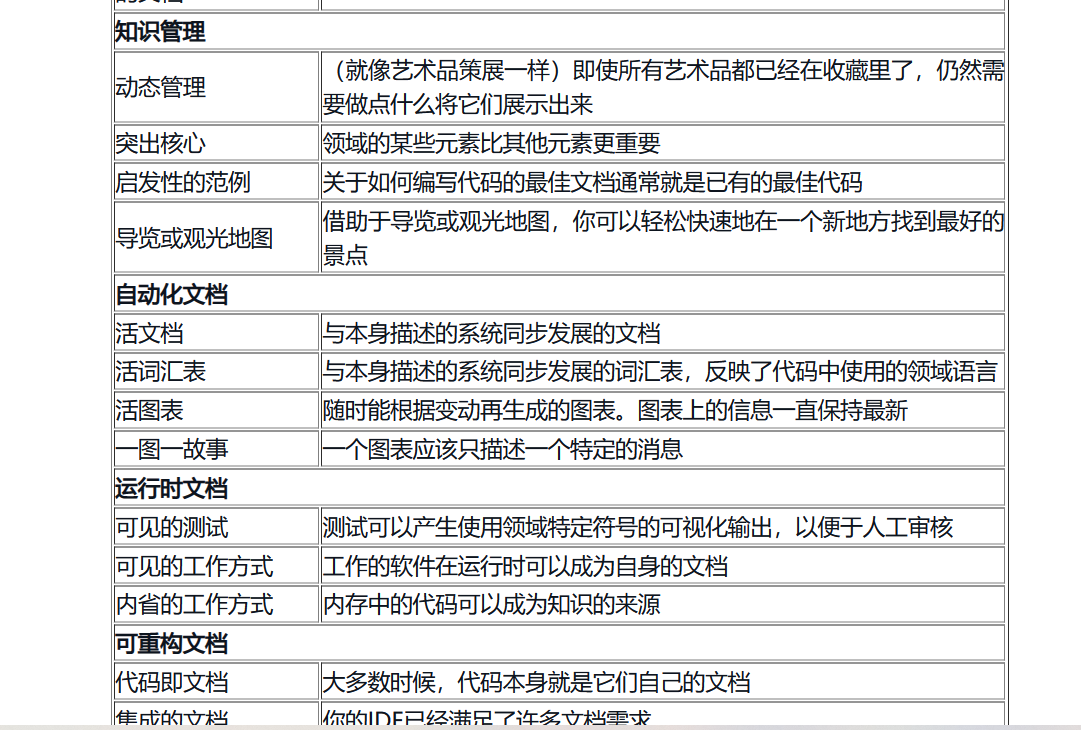 的文档
知识管理
动态管理
（就像艺术品策展一样）即使所有艺术品都已经在收藏里了，仍然需
要做点什么将它们展示出来
突出核心
领域的某些元素比其他元素更重要
启发性的范例
关于如何编写代码的最佳文档通常就是已有的最佳代码
导览或观光地图
借助于导览或观光地图，你可以轻松快速地在一个新地方找到最好的
景点
自动化文档
活文档
与本身描述的系统同步发展的文档
活词汇表
与本身描述的系统同步发展的词汇表，反映了代码中使用的领域语言
活图表
随时能根据变动再生成的图表。图表上的信息一直保持最新
一图一故事
一个图表应该只描述一个特定的消息
运行时文档
可见的测试
测试可以产生使用领域特定符号的可视化输出，以便于人工审核
可见的工作方式
工作的软件在运行时可以成为自身的文档
内省的工作方式
内存中的代码可以成为知识的来源
可重构文档
代码即文档
大多数时候，代码本身就是它们自己的文档
集成的文档
你的IDE已经满足了许多文档需求